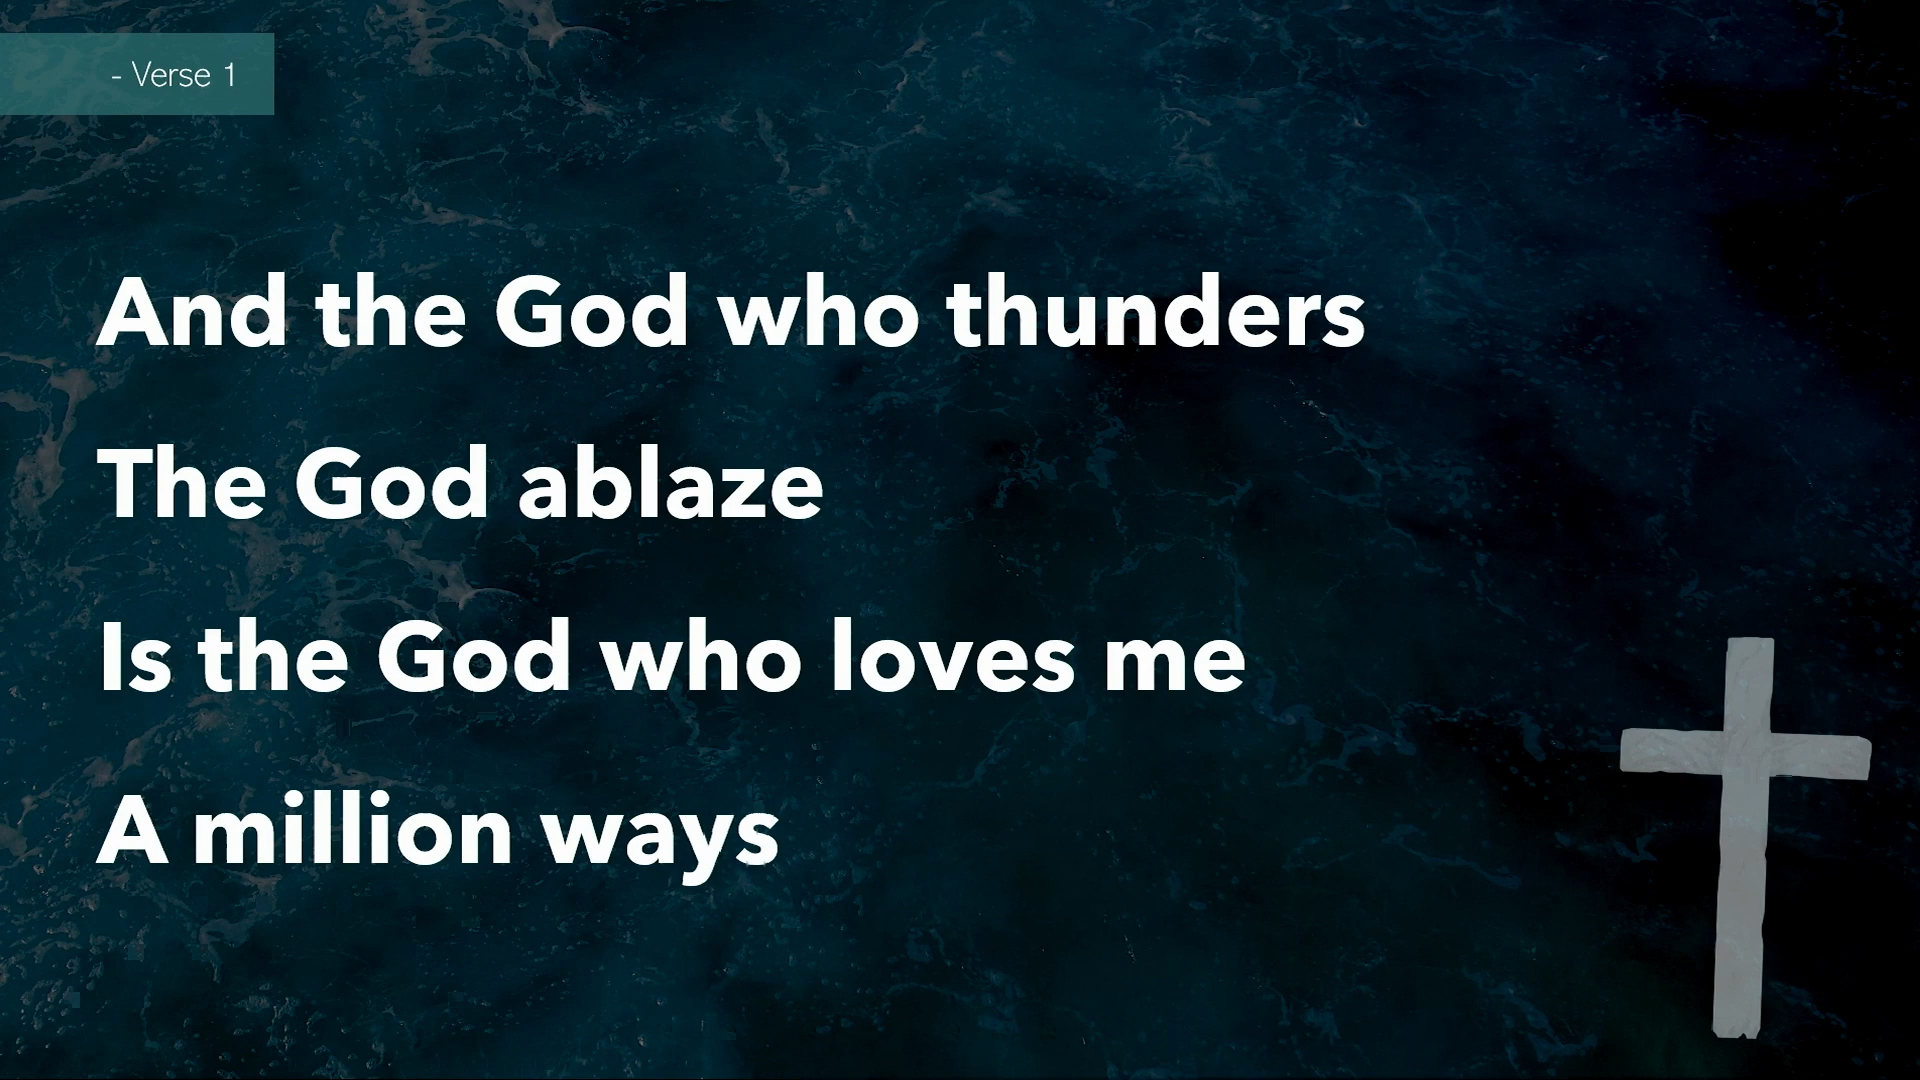 - Verse 1
And the God who thunders
The God ablaze
Is the God who loves me
A million ways